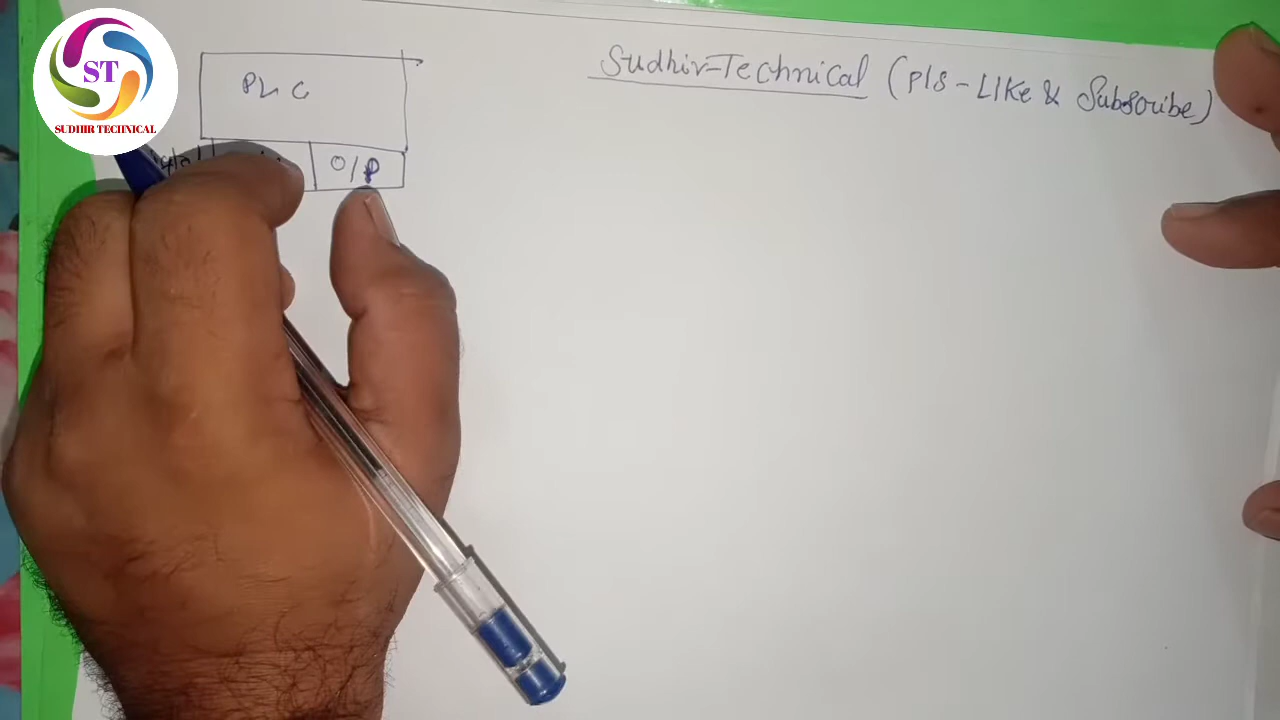 ST
SUDHIR TECHNICAL
PLC
O/P
Sudhir-Technical (Pls-Like & Subscribe)